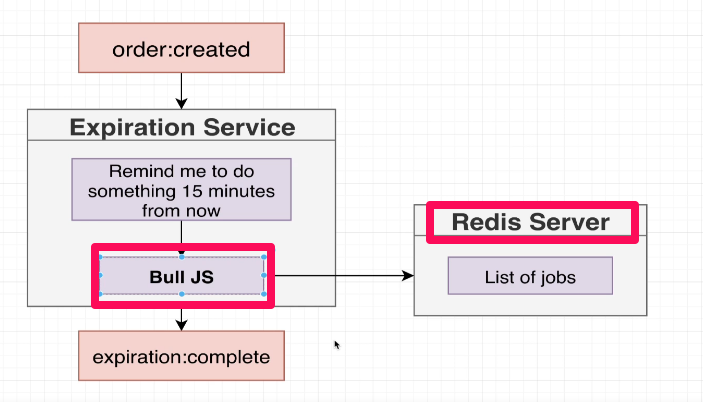 order:created
Expiration Service
Remind me to do
something 15 minutes
from now
Bull JS
Redis Server
List of jobs
expiration:complete